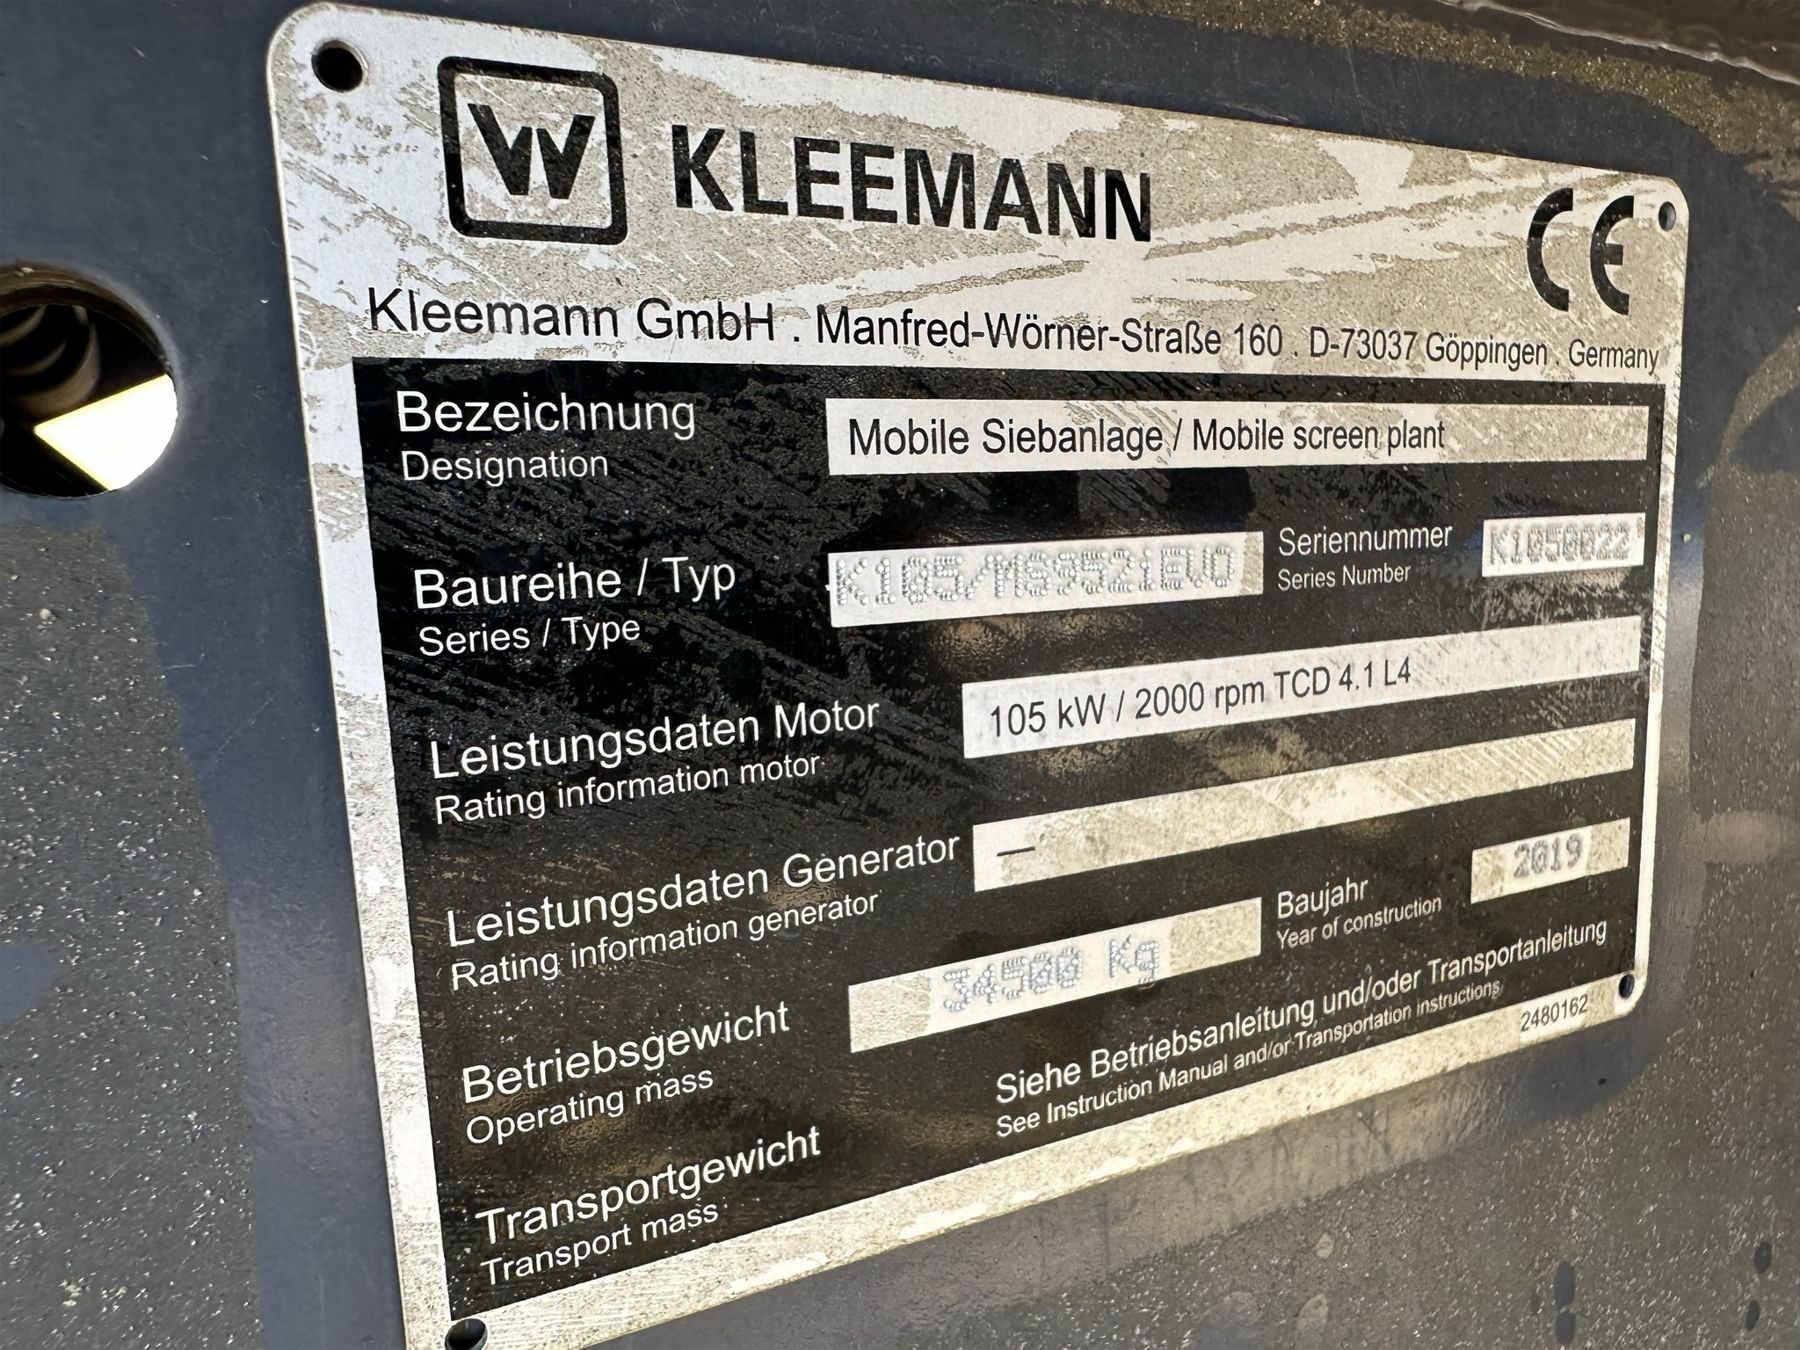 W KLEEMANN
CE
Kleemann GmbH . Manfred-Wörner-Straße 160 . D-73037 Göppingen . Germany
Bezeichnung
Designation
Mobile Siebanlage / Mobile screen plant
Baureihe / Typ
Series / Type
K105/MS952iEVO
Seriennummer
Series Number
K1050022
Leistungsdaten Motor
Rating information motor
105 kW / 2000 rpm TCD 4.1 L4
Leistungsdaten Generator
Rating information generator
—
Betriebsgewicht
Operating mass
34500 Kg
Baujahr
Year of construction
2019
Transportgewicht
Transport mass
Siehe Betriebsanleitung und/oder Transportanleitung
See Instruction Manual and/or Transportation instructions
2480162